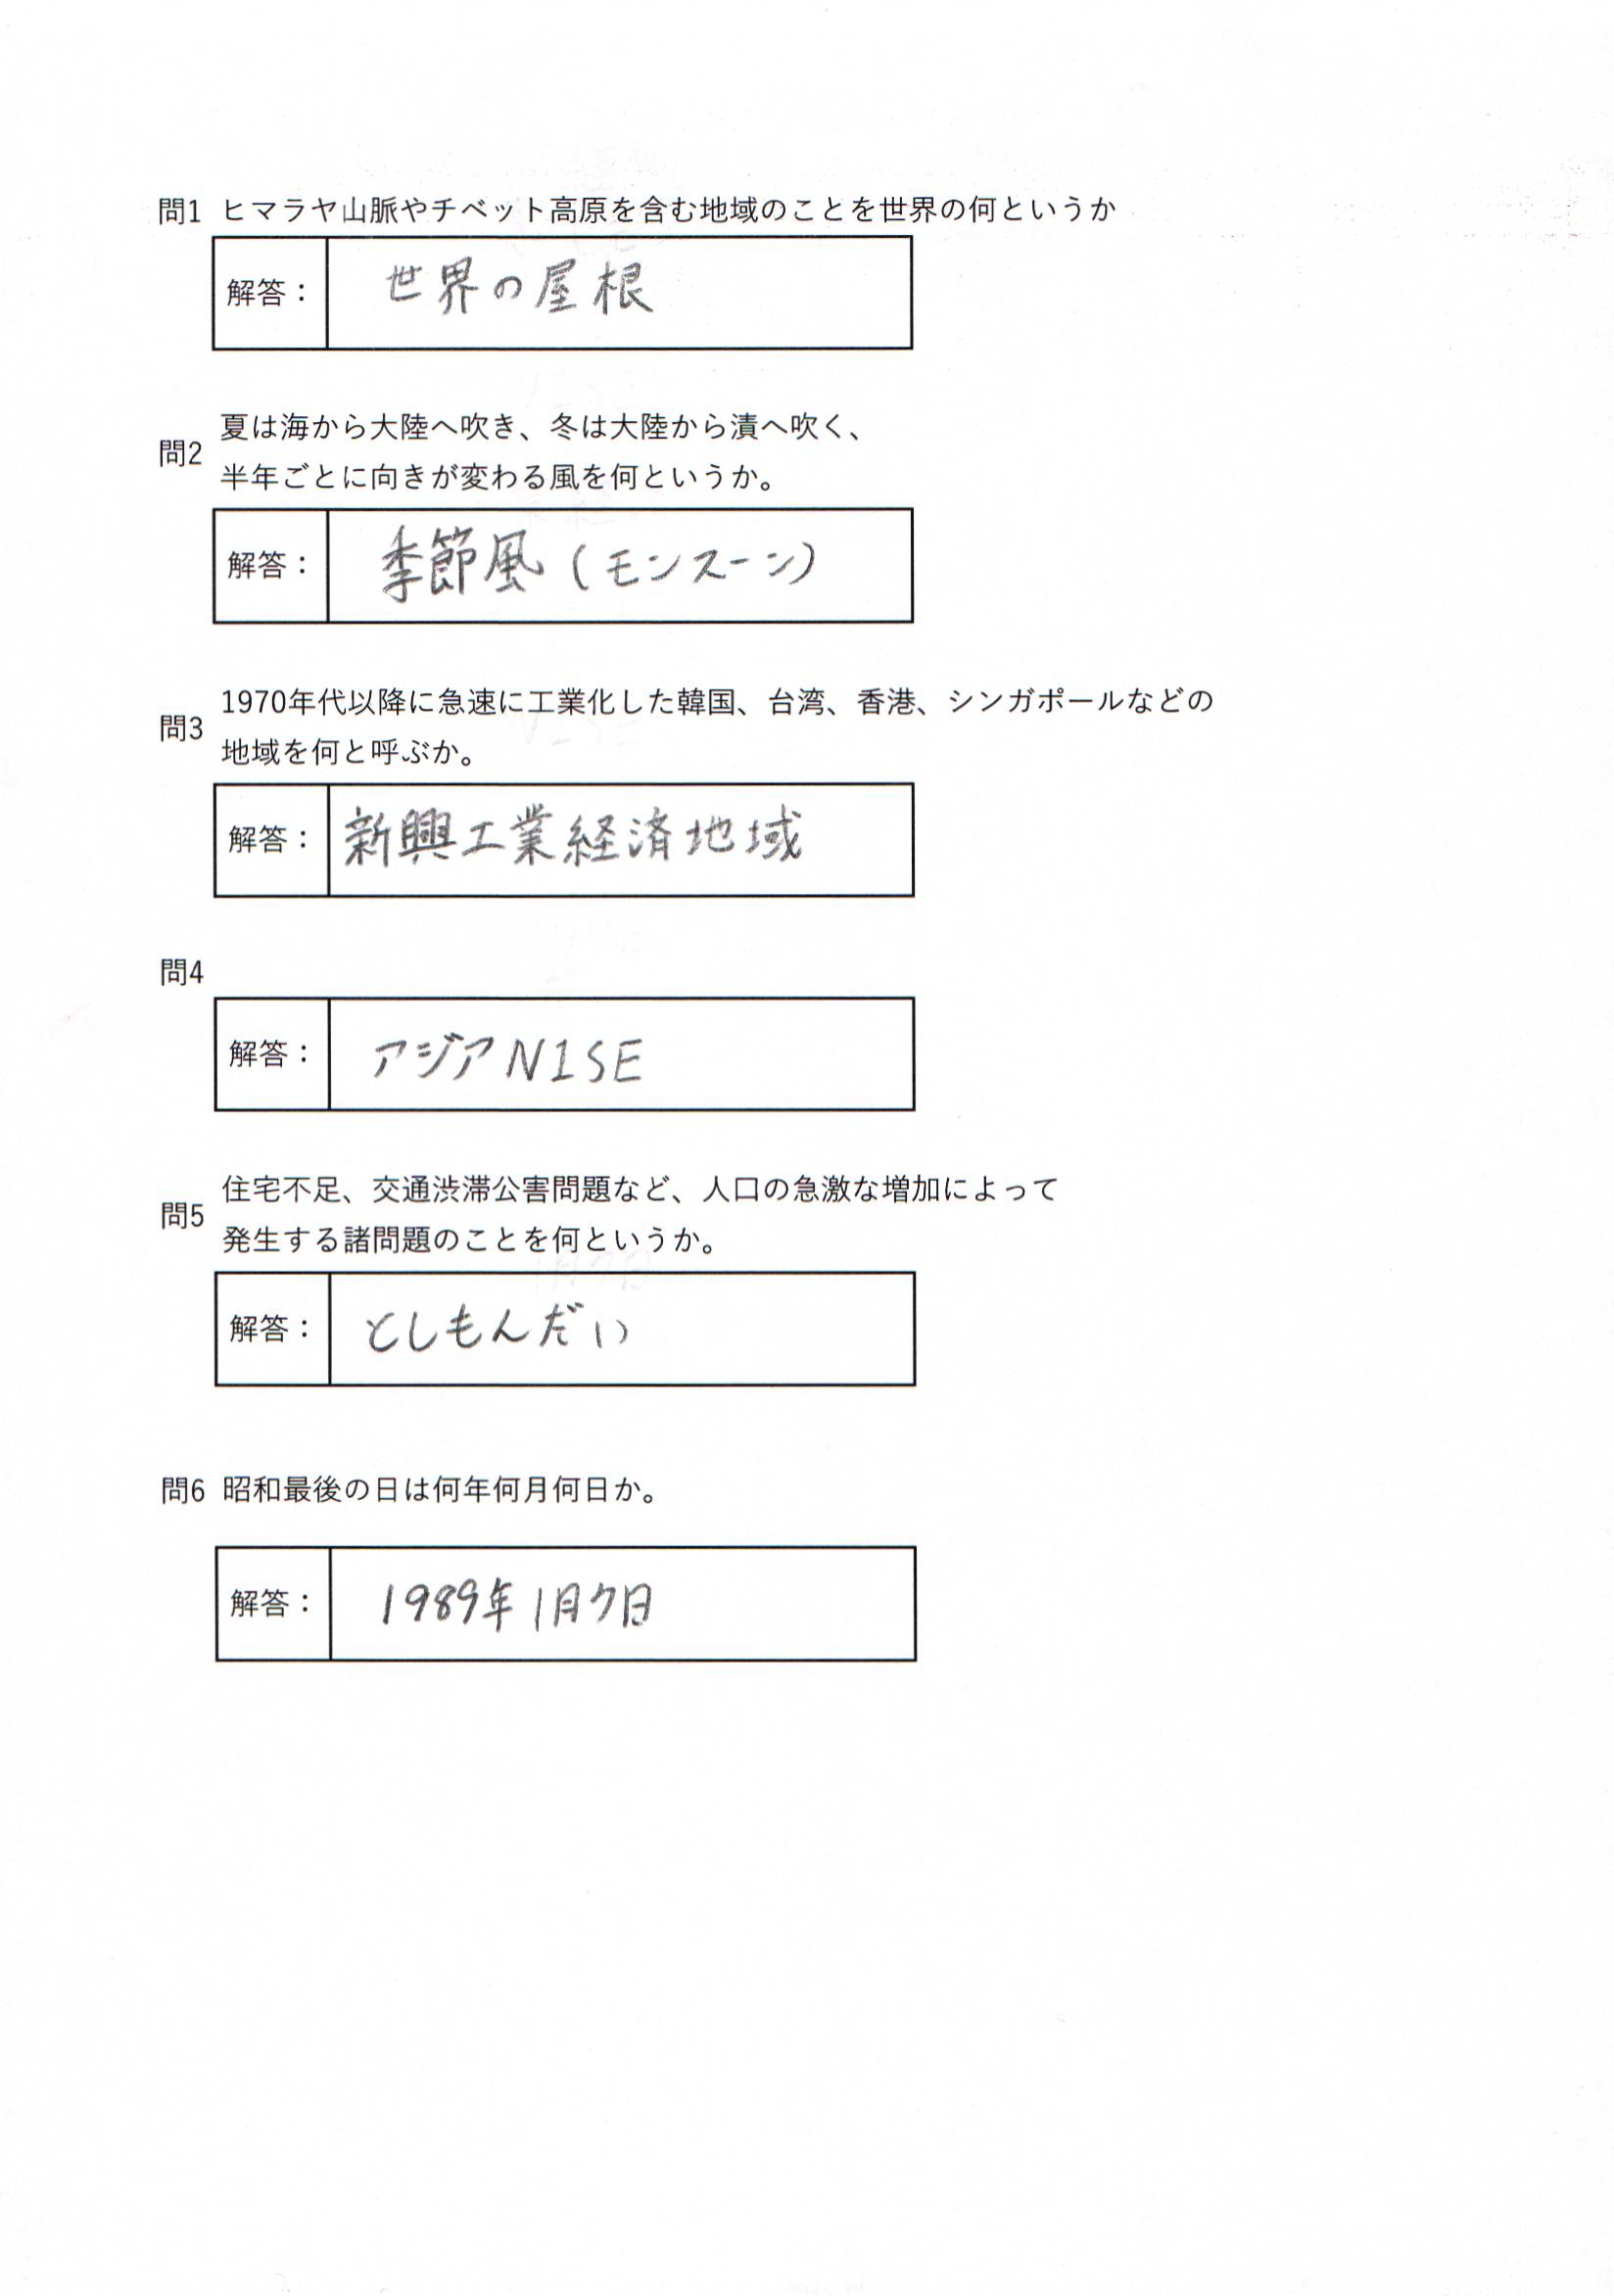 問1 ヒマラヤ山脈やチベット高原を含む地域のことを世界の何というか
解答： 世界の屋根
夏は海から大陸へ吹き、冬は大陸から漬へ吹く、
問2
半年ごとに向きが変わる風を何というか。
解答： 季節風（モンスーン）
1970年代以降に急速に工業化した韓国、台湾、香港、シンガポールなどの
問3
地域を何と呼ぶか。
解答： 新興工業経済地域
問4
解答： アジアNISE
住宅不足、交通渋滞公害問題など、人口の急激な増加によって
問5
発生する諸問題のことを何というか。
解答： としもんだい
問6 昭和最後の日は何年何月何日か。
解答： 1989年1月7日